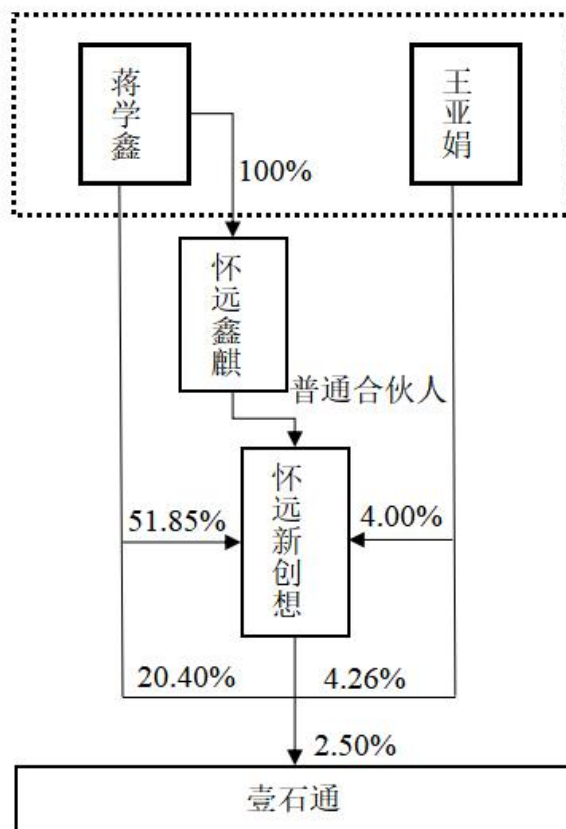 蒋学鑫
王亚娟
100%
怀远鑫麒
普通合伙人
怀远新创想
51.85%
4.00%
20.40%
4.26%
2.50%
壹石通